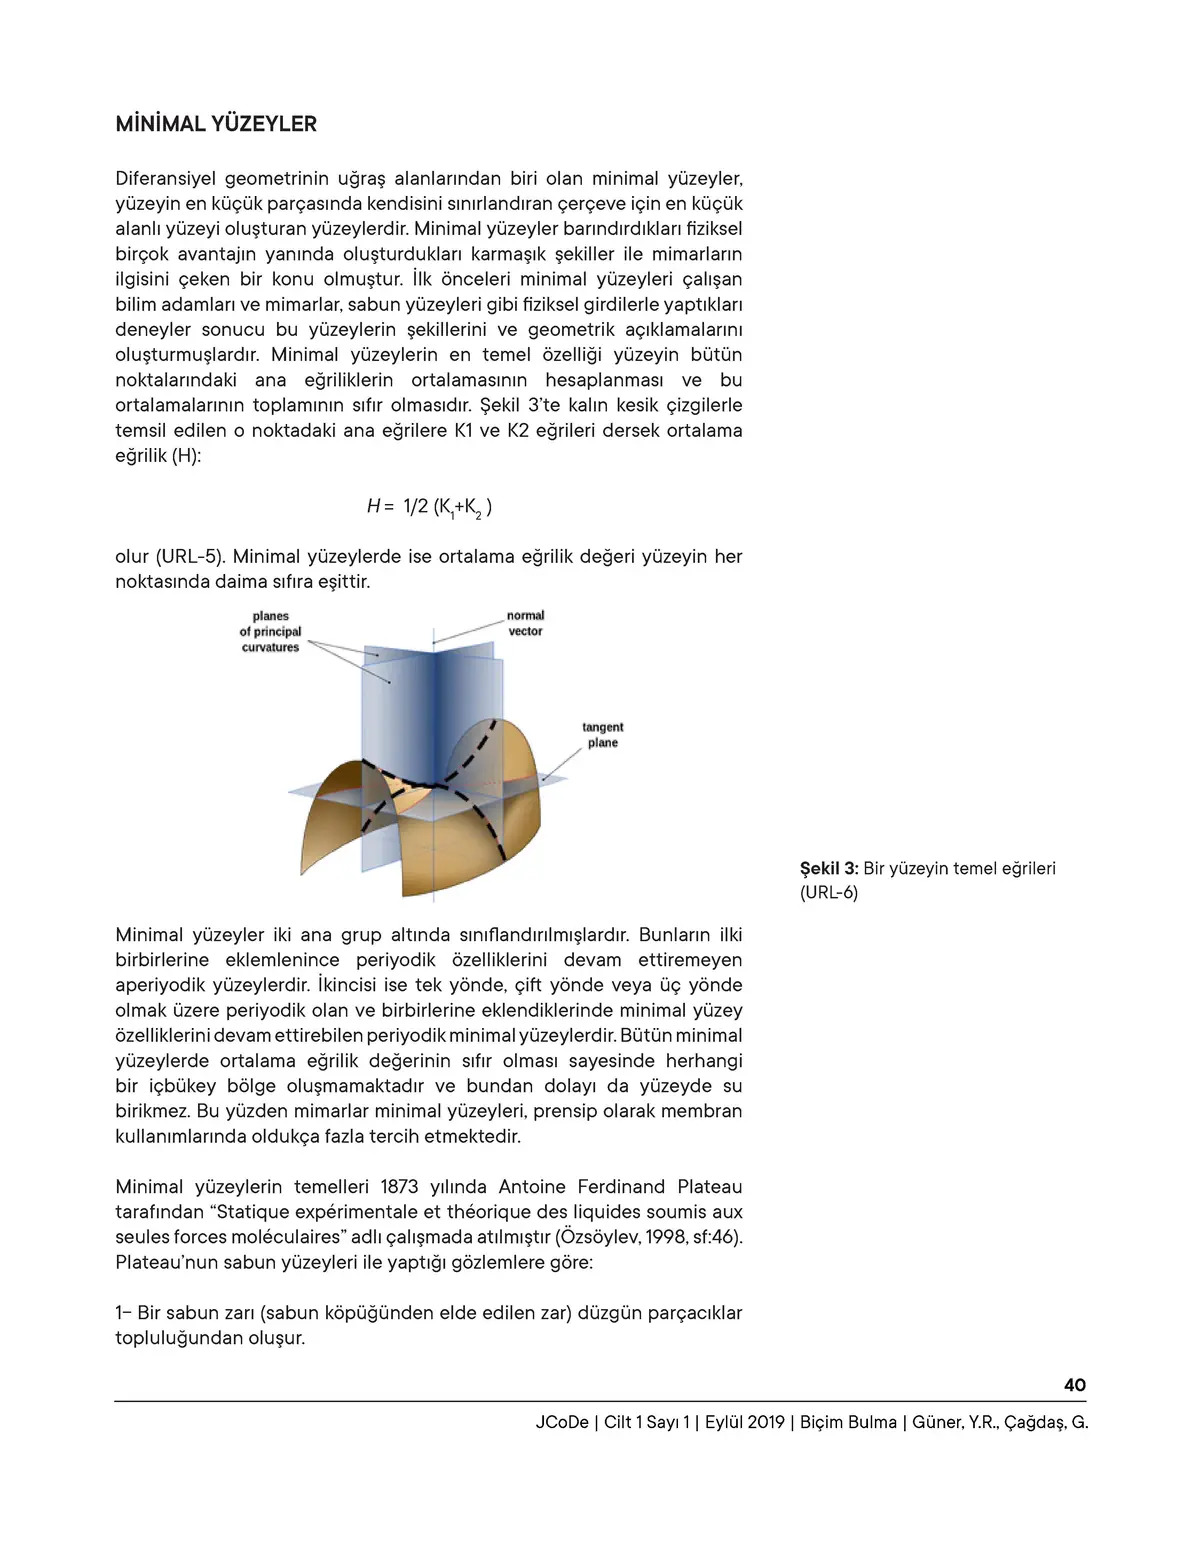 MİNİMAL YÜZEYLER
Diferansiyel geometrinin uğraş alanlarından biri olan minimal yüzeyler,
yüzeyin en küçük parçasında kendisini sınırlandıran çerçeve için en küçük
alanlı yüzeyi oluşturan yüzeylerdir. Minimal yüzeyler barındırdıkları fiziksel
birçok avantajın yanında oluşturdukları karmaşık şekiller ile mimarların
ilgisini çeken bir konu olmuştur. İlk önceleri minimal yüzeyleri çalışan
bilim adamları ve mimarlar, sabun yüzeyleri gibi fiziksel girdilerle yaptıkları
deneyler sonucu bu yüzeylerin şekillerini ve geometrik açıklamalarını
oluşturmuşlardır. Minimal yüzeylerin en temel özelliği yüzeyin bütün
noktalarındaki ana eğriliklerin ortalamasının hesaplanması ve bu
ortalamalarının toplamının sıfır olmasıdır. Şekil 3’te kalın kesik çizgilerle
temsil edilen o noktadaki ana eğrilere K1 ve K2 eğrileri dersek ortalama
eğrilik (H):
H = 1/2 (K1+K2 )
olur (URL-5). Minimal yüzeylerde ise ortalama eğrilik değeri yüzeyin her
noktasında daima sıfıra eşittir.
planes
of principal
curvatures
normal
vector
tangent
plane
Şekil 3: Bir yüzeyin temel eğrileri
(URL-6)
Minimal yüzeyler iki ana grup altında sınıflandırılmışlardır. Bunların ilki
birbirlerine eklemlenince periyodik özelliklerini devam ettiremeyen
aperiyodik yüzeylerdir. İkincisi ise tek yönde, çift yönde veya üç yönde
olmak üzere periyodik olan ve birbirlerine eklendiklerinde minimal yüzey
özelliklerini devam ettirebilen periyodik minimal yüzeylerdir. Bütün minimal
yüzeylerde ortalama eğrilik değerinin sıfır olması sayesinde herhangi
bir içbükey bölge oluşmamaktadır ve bundan dolayı da yüzeyde su
birikmez. Bu yüzden mimarlar minimal yüzeyleri, prensip olarak membran
kullanımlarında oldukça fazla tercih etmektedir.
Minimal yüzeylerin temelleri 1873 yılında Antoine Ferdinand Plateau
tarafından “Statique expérimentale et théorique des liquides soumis aux
seules forces moléculaires” adlı çalışmada atılmıştır (Özsöylev, 1998, sf:46).
Plateau’nun sabun yüzeyleri ile yaptığı gözlemlere göre:
1– Bir sabun zarı (sabun köpüğünden elde edilen zar) düzgün parçacıklar
topluluğundan oluşur.
40
JCoDe | Cilt 1 Sayı 1 | Eylül 2019 | Biçim Bulma | Güner, Y.R., Çağdaş, G.